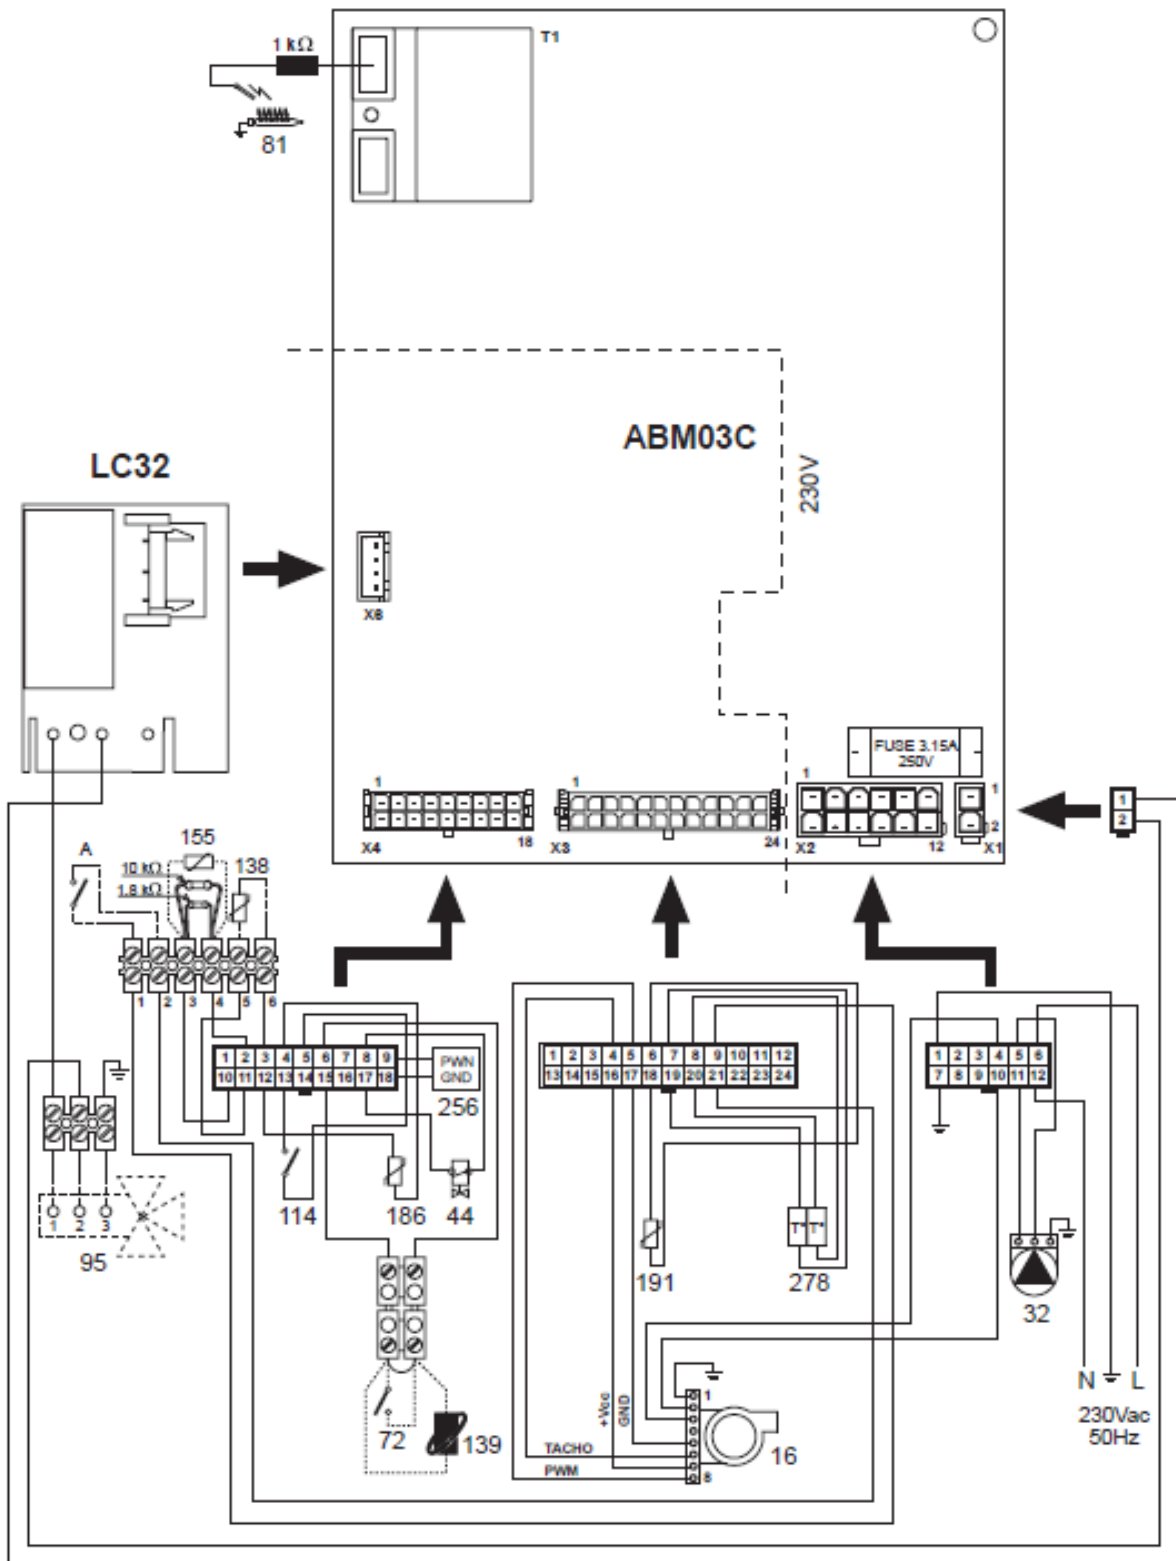 1 kΩ
T1
81
ABM03C
230V
LC32
X6
FUSE 3.15A
250V
1
1
1
1
2
X4
18
X3
24
X2
12
X1
1
2
A
155
10 kΩ
1.8 kΩ
138
1 2 3 4 5 6
1 2 3 4 5 6 7 8 9
10 11 12 13 14 15 16 17 18
PWN
GND
256
1 2 3 4 5 6 7 8 9 10 11 12
13 14 15 16 17 18 19 20 21 22 23 24
1 2 3 4 5 6
7 8 9 10 11 12
114
186
44
1 2 3
95
191
T° T°
278
32
N L
230Vac
50Hz
72
139
+Vcc
GND
TACHO
PWM
1
8
16